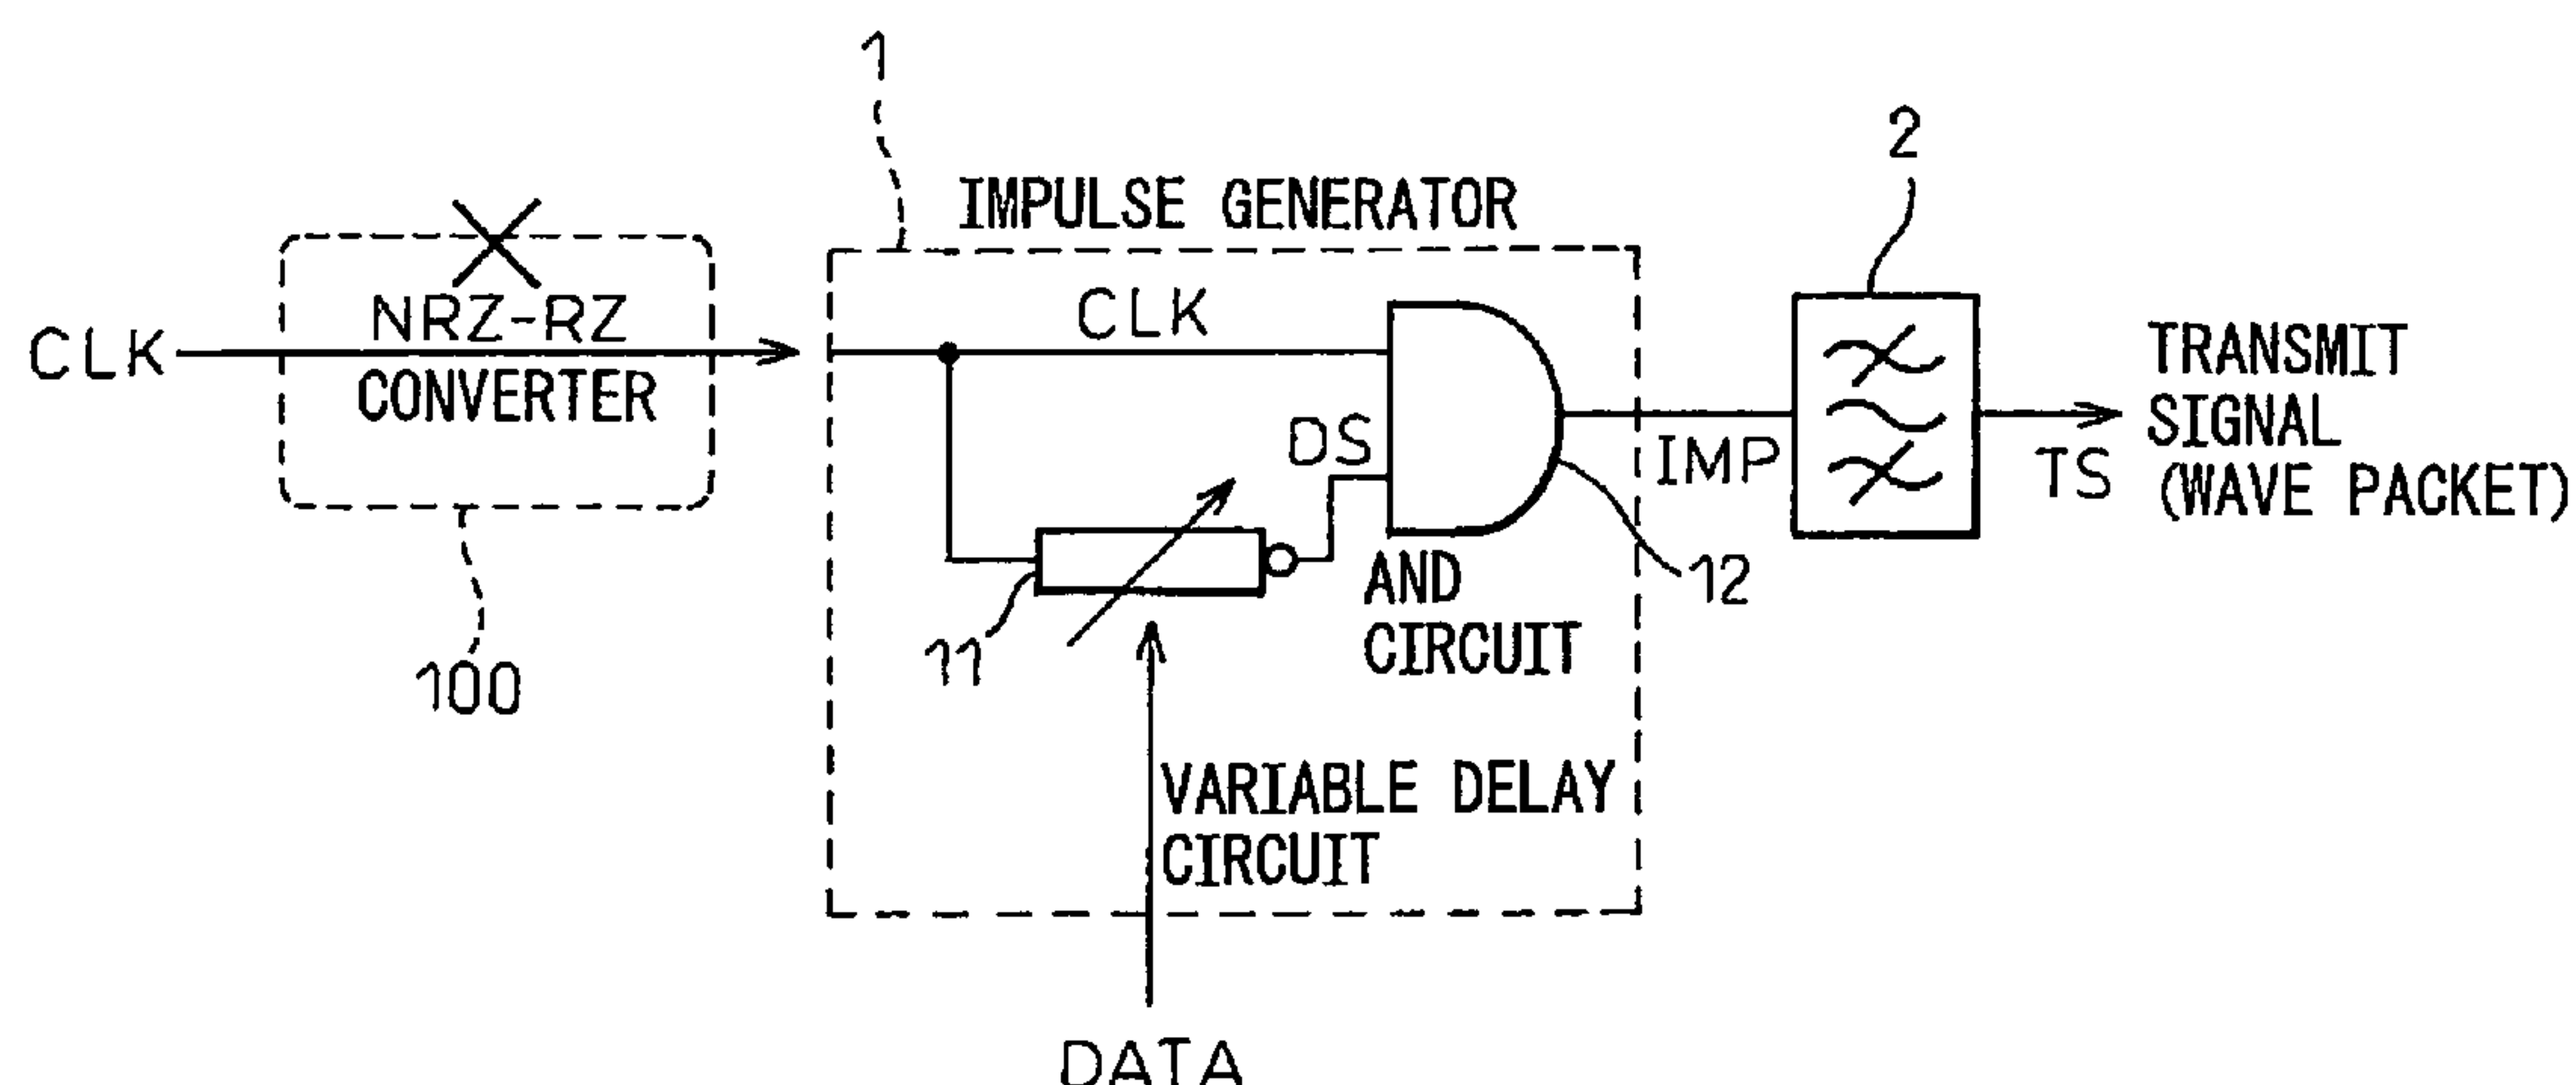 1
2
IMPULSE GENERATOR
NRZ-RZ
CONVERTER
CLK
CLK
TRANSMIT
SIGNAL
(WAVE PACKET)
DS
IMP
TS
AND
CIRCUIT
12
11
100
VARIABLE DELAY
CIRCUIT
DATA